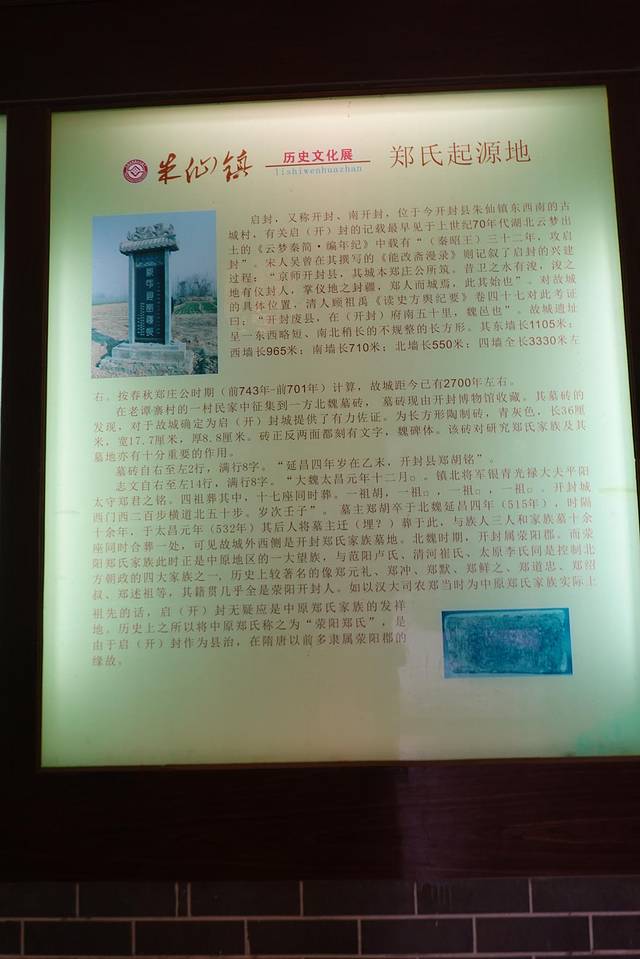 朱仙镇
历史文化展
lishiwenhuazhan
郑氏起源地
启封，又称开封、南开封，位于今开封县朱仙镇东西南的古
城村，有关启（开）封的记载最早见于上世纪70年代湖北云梦出
土的《云梦秦简·编年纪》中载有“（秦昭王）三十二年，攻启
封”。宋人吴曾在其撰写的《能改斋漫录》则记叙了启封的兴建
过程：“京师开封县，其城本郑庄公所筑。昔卫之水有浚，浚之
地有仪封人，掌仪地之封疆，郑人而城焉，此其始也”。对故城
的具体位置，清人顾祖禹《读史方舆纪要》卷四十七对此考证
曰：“开封废县，在（开封）府南五十里，魏邑也”。故城遗址
呈一东西略短、南北稍长的不规整的长方形。其东墙长1105米；
西墙长965米；南墙长710米；北墙长550米；四墙全长3330米左
右。按春秋郑庄公时期（前743年-前701年）计算，故城距今已有2700年左右。
在老谭寨村的一村民家中征集到一方北魏墓砖， 墓砖现由开封博物馆收藏。其墓砖的
发现，对于故城确定为启（开）封城提供了有力佐证。为长方形陶制砖，青灰色，长36厘
米，宽17.7厘米，厚8.8厘米。砖正反两面都刻有文字，魏碑体。该砖对研究郑氏家族及其
墓地亦有十分重要的作用。
墓砖自右至左2行，满行8字。“延昌四年岁在乙未，开封县郑胡铭”。
志文自右至左14行，满行8字。“大魏太昌元年十二月□。镇北将军银青光禄大夫平阳
太守郑君之铭。四祖葬其中，十七座同时葬。一祖胡，一祖□，一祖□，一祖□。开封城
西门西二百步横道北五十步。岁次壬子”。 墓主郑胡卒于北魏延昌四年（515年），时隔
十余年，于太昌元年（532年）其后人将墓主迁（埋？）葬于此，与族人三人和家族墓十余
座同时合葬一处，可见故城外西侧是开封郑氏家族墓地。北魏时期，开封属荥阳郡，而荥
阳郑氏家族此时正是中原地区的一大望族，与范阳卢氏、清河崔氏、太原李氏同是控制北
方朝政的四大家族之一，历史上较著名的像郑元礼、郑冲、郑默、郑鲜之、郑道忠、郑绍
叔、郑述祖等，其籍贯几乎全是荥阳开封人。如以汉大司农郑当时为中原郑氏家族实际上
祖先的话，启（开）封无疑应是中原郑氏家族的发祥
地。历史上之所以将中原郑氏称之为“荥阳郑氏”，是
由于启（开）封作为县治，在隋唐以前多隶属荥阳郡的
缘故。